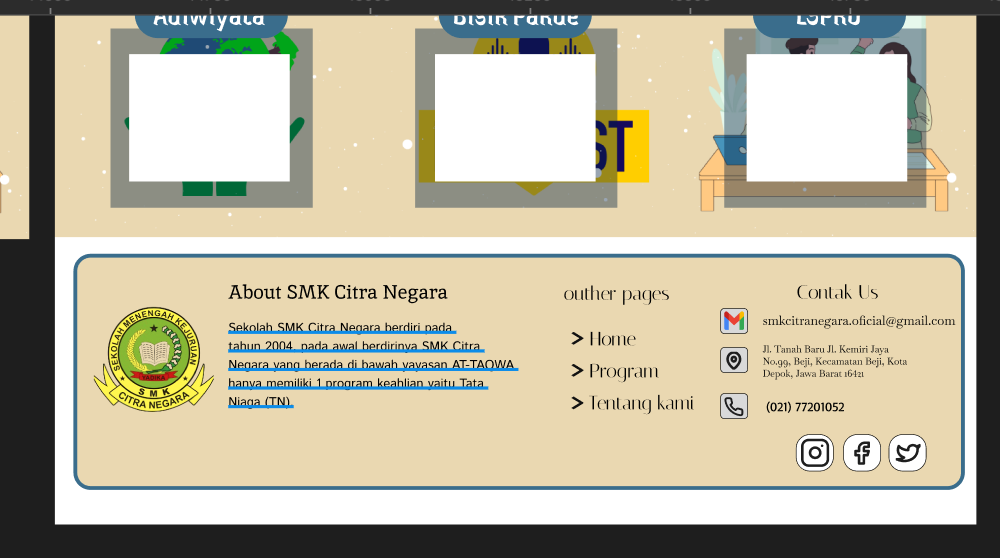 Adiwiyata
Bisik Pakde
LSPRO
ST
About SMK Citra Negara
Sekolah SMK Citra Negara berdiri pada
tahun 2004, pada awal berdirinya SMK Citra
Negara yang berada di bawah yayasan AT-TAQWA
hanya memiliki 1 program keahlian yaitu Tata
Niaga (TN).
SEKOLAH MENENGAH KEJURUAN
SMK
CITRA NEGARA
outher pages
Home
Program
Tentang kami
Contak Us
smkcitranegara.oficial@gmail.com
Jl. Tanah Baru Jl. Kemiri Jaya
No.99, Beji, Kecamatan Beji, Kota
Depok, Jawa Barat 16421
(021) 77201052